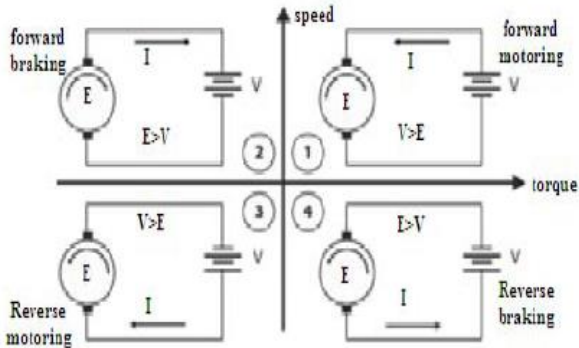 speed
forward
braking
I
E
V
E>V
2
forward
motoring
I
E
V
V>E
1
torque
3
V>E
E
V
I
Reverse
motoring
4
E>V
E
V
I
Reverse
braking